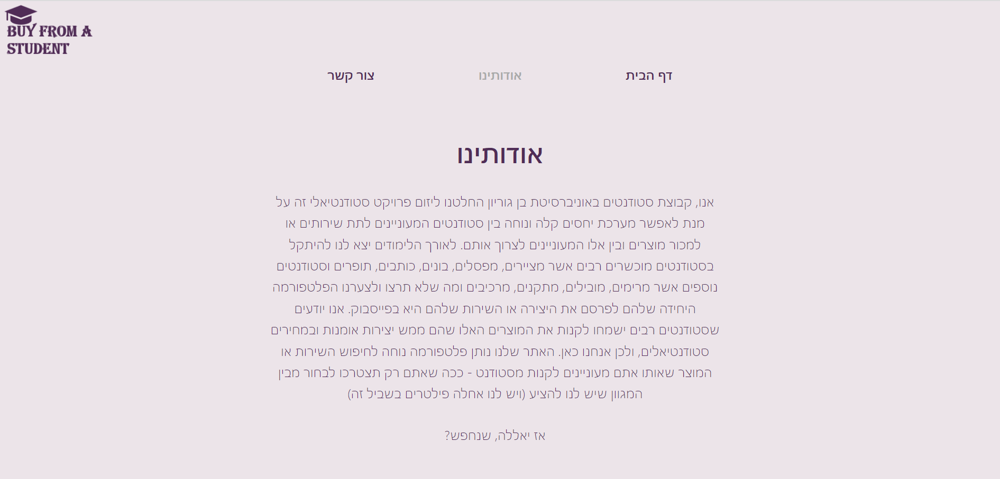 BUY FROM A
STUDENT
דף הבית
אודותינו
צור קשר
אודותינו
אנו, קבוצת סטודנטים באוניברסיטת בן גוריון החלטנו ליזום פרויקט סטודנטיאלי זה על
מנת לאפשר מערכת יחסים קלה ונוחה בין סטודנטים המעוניינים לתת שירותים או
למכור מוצרים ובין אלו המעוניינים לצרוך אותם. לאורך הלימודים יצא לנו להיתקל
בסטודנטים מוכשרים רבים אשר מציירים, מפסלים, בונים, כותבים, תופרים וסטודנטים
נוספים אשר מרימים, מובילים, מתקנים, מרכיבים ומה שלא תרצו ולצערנו הפלטפורמה
היחידה שלהם לפרסם את היצירה או השירות שלהם היא בפייסבוק. אנו יודעים
שסטודנטים רבים ישמחו לקנות את המוצרים האלו שהם ממש יצירות אומנות ובמחירים
סטודנטיאלים, ולכן אנחנו כאן. האתר שלנו נותן פלטפורמה נוחה לחיפוש השירות או
המוצר שאותו אתם מעוניינים לקנות מסטודנט - ככה שאתם רק תצטרכו לבחור מבין
המגוון שיש לנו להציע (ויש לנו אחלה פילטרים בשביל זה)
אז יאללה, שנחפש?